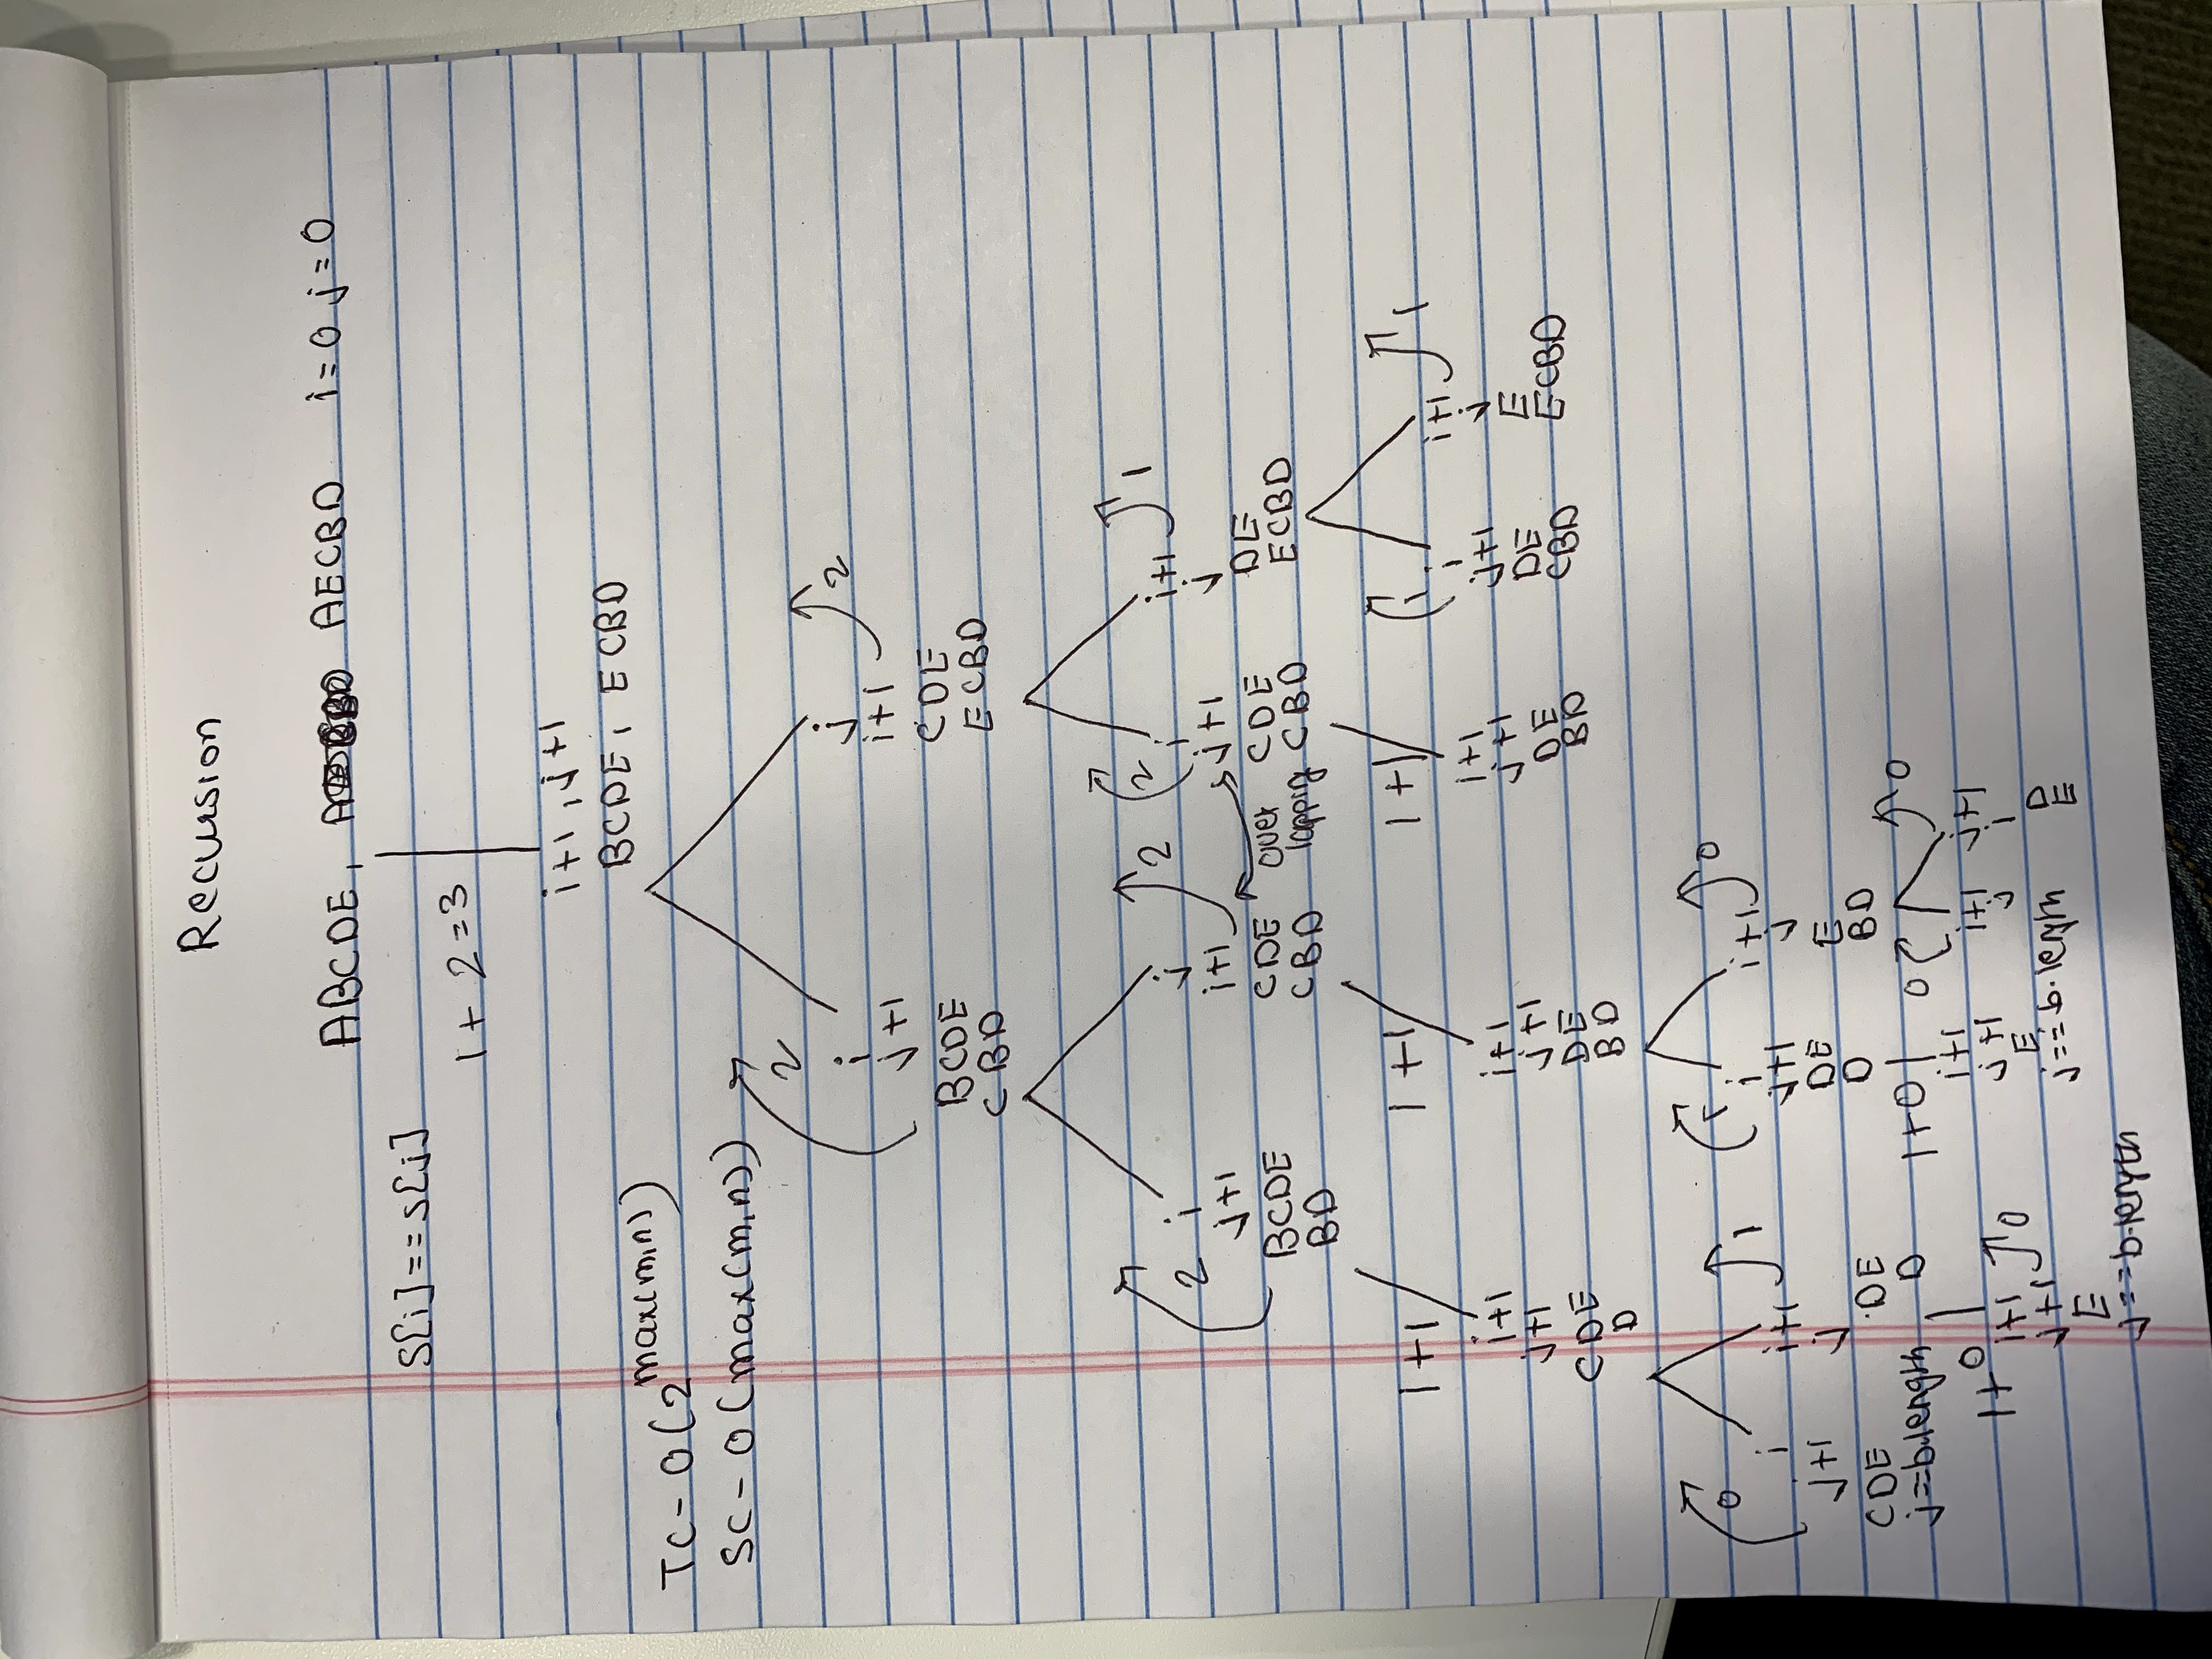 Recursion
ABCDE, AECBD i=0 j=0
S[i]==S[j]
1+ 2=3
i+1, j+1
BCDE, ECBD
TC-O(2^max(m,n))
SC-O(max(m,n))
2
i
j+1
BCDE
CBD
j
i+1
2
CDE
ECBD
2
i
j+1
BCDE
BD
j
i+1
2
CDE
CBD
over
lapping
2
i
j+1
CDE
CBD
i+1
j
1
DE
ECBD
1+1
i+1
j+1
CDE
D
1+1
i+1
j+1
DE
BD
1+1
i+1
j+1
DE
BD
1
i
j+1
DE
CBD
i+1
j
1
E
ECBD
0
i
j+1
CDE
j==b.length
i+1
j
1
DE
D
1+0
i+1
j+1
0
E
j==b.length
1
i
j+1
DE
D
1+0
i+1
j+1
E
j==b.length
i+1
j
0
E
BD
0
i+1
j
j+1
i
0
D
E